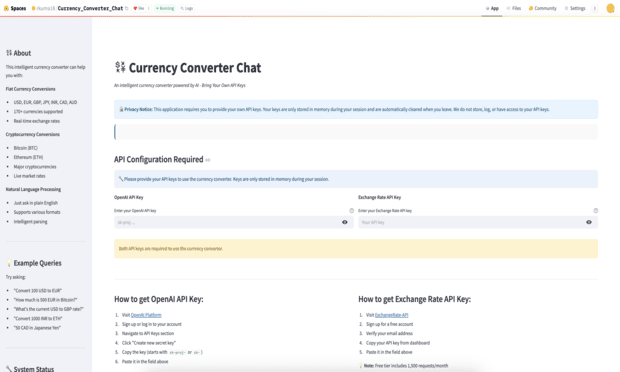 Spaces
Currency_Converter_Chat
like
Running
Logs
App
Files
Community
Settings
About
This intelligent currency converter can help you with:
Fiat Currency Conversions
• USD, EUR, GBP, JPY, INR, CAD, AUD
• 170+ currencies supported
• Real-time exchange rates
Cryptocurrency Conversions
• Bitcoin (BTC)
• Ethereum (ETH)
• Major cryptocurrencies
• Live market rates
Natural Language Processing
• Just ask in plain English
• Supports various formats
• Intelligent parsing
Example Queries
Try asking:
• "Convert 100 USD to EUR"
• "How much is 500 EUR in Bitcoin?"
• "What's the current USD to GBP rate?"
• "Convert 1000 INR to ETH"
• "50 CAD in Japanese Yen"
System Status
Currency Converter Chat
An intelligent currency converter powered by AI - Bring Your Own API Keys
Privacy Notice: This application requires you to provide your own API keys. Your keys are only stored in memory during your session and are automatically cleared when you leave. We do not store, log, or have access to your API keys.
API Configuration Required
Please provide your API keys to use the currency converter. Keys are only stored in memory during your session.
OpenAI API Key
Enter your OpenAI API key
sk-proj-...
Exchange Rate API Key
Enter your Exchange Rate API key
Your API key
Both API Keys are required to use the currency converter.
How to get OpenAI API Key:
1. Visit OpenAI Platform
2. Sign up or log in to your account
3. Navigate to API Keys section
4. Click "Create new secret key"
5. Copy the key (starts with sk-proj- or sk-)
6. Paste it in the field above
How to get Exchange Rate API Key:
1. Visit ExchangeRate-API
2. Sign up for a free account
3. Verify your email address
4. Copy your API key from dashboard
5. Paste it in the field above
Note: Free tier includes 1,500 requests/month